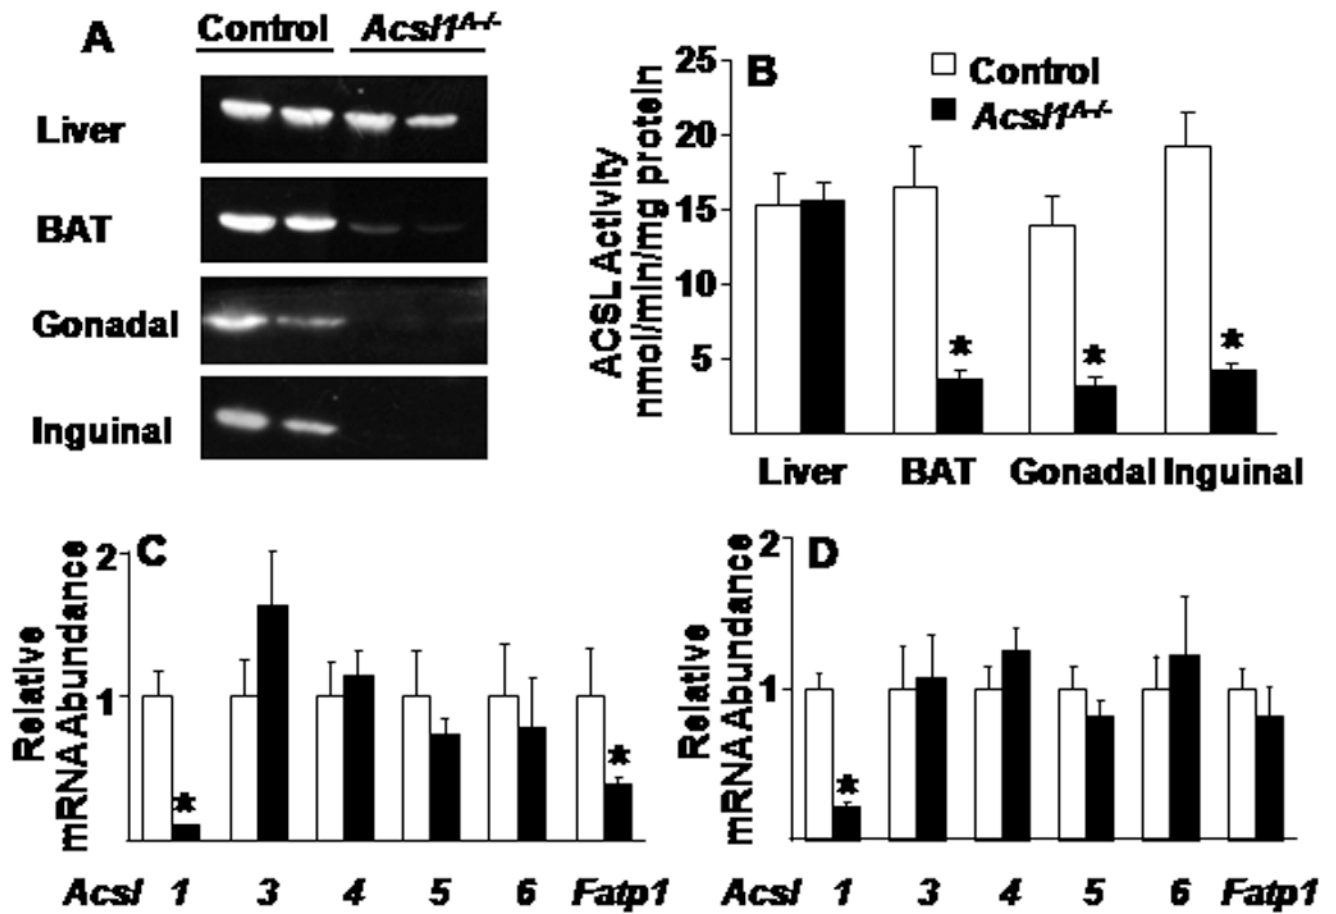 A
Control Acsl1A-/-
Liver
BAT
Gonadal
Inguinal
B
Control
Acsl1A-/-
ACSL Activity
nmol/min/mg protein
25
20
15
10
5
*
*
*
Liver BAT Gonadal Inguinal
C
Relative
mRNA Abundance
2
1
*
*
Acsl 1 3 4 5 6 Fatp1
D
Relative
mRNA Abundance
2
1
*
Acsl 1 3 4 5 6 Fatp1